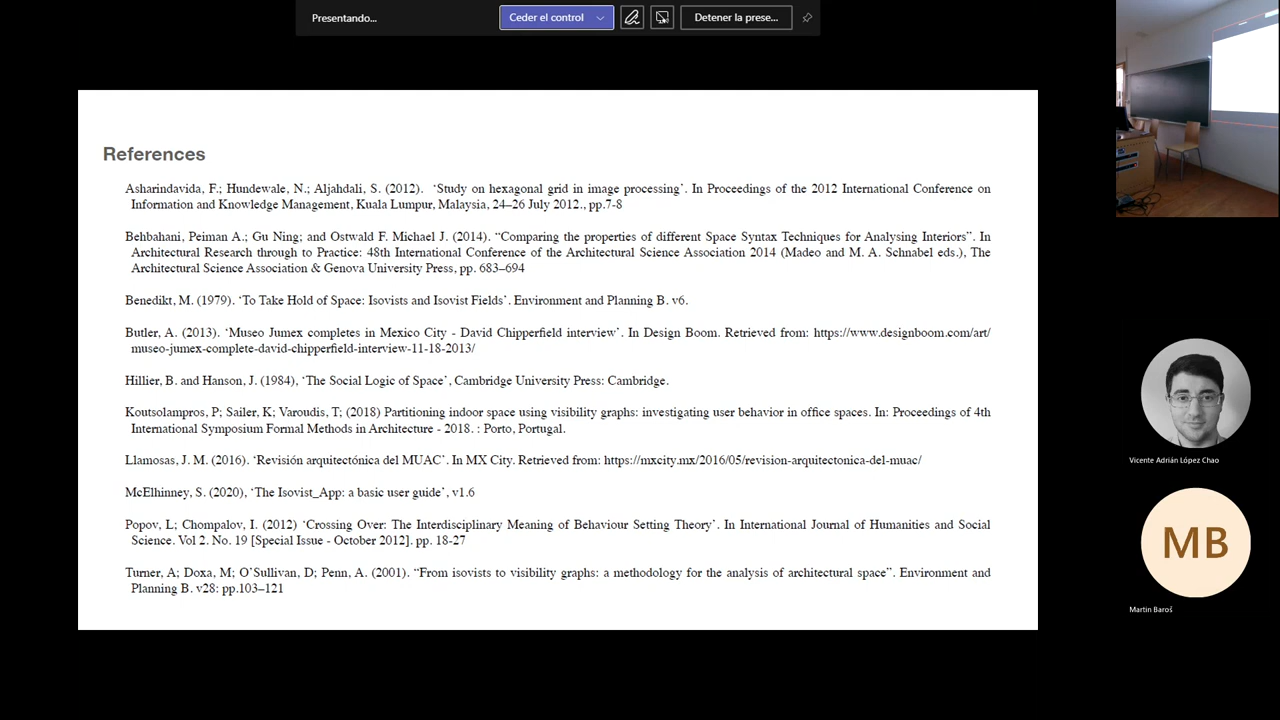 Presentando...
Ceder el control
Detener la prese...
References
Asharindavida, F.; Hundewale, N.; Aljahdali, S. (2012). ‘Study on hexagonal grid in image processing’. In Proceedings of the 2012 International Conference on
Information and Knowledge Management, Kuala Lumpur, Malaysia, 24–26 July 2012., pp.7-8
Behbahani, Peiman A.; Gu Ning; and Ostwald F. Michael J. (2014). “Comparing the properties of different Space Syntax Techniques for Analysing Interiors”. In
Architectural Research through to Practice: 48th International Conference of the Architectural Science Association 2014 (Madeo and M. A. Schnabel eds.), The
Architectural Science Association & Genova University Press, pp. 683–694
Benedikt, M. (1979). ‘To Take Hold of Space: Isovists and Isovist Fields’. Environment and Planning B. v6.
Butler, A. (2013). ‘Museo Jumex completes in Mexico City - David Chipperfield interview’. In Design Boom. Retrieved from: https://www.designboom.com/art/
museo-jumex-complete-david-chipperfield-interview-11-18-2013/
Hillier, B. and Hanson, J. (1984), ‘The Social Logic of Space’, Cambridge University Press: Cambridge.
Koutsolampros, P; Sailer, K; Varoudis, T; (2018) Partitioning indoor space using visibility graphs: investigating user behavior in office spaces. In: Proceedings of 4th
International Symposium Formal Methods in Architecture - 2018. : Porto, Portugal.
Llamosas, J. M. (2016). ‘Revisión arquitectónica del MUAC’. In MX City. Retrieved from: https://mxcity.mx/2016/05/revision-arquitectonica-del-muac/
McElhinney, S. (2020), ‘The Isovist_App: a basic user guide’, v1.6
Popov, L; Chompalov, I. (2012) ‘Crossing Over: The Interdisciplinary Meaning of Behaviour Setting Theory’. In International Journal of Humanities and Social
Science. Vol 2. No. 19 [Special Issue - October 2012]. pp. 18-27
Turner, A; Doxa, M; O’Sullivan, D; Penn, A. (2001). “From isovists to visibility graphs: a methodology for the analysis of architectural space”. Environment and
Planning B. v28: pp.103–121
Vicente Adrián López Chao
MB
Martin Baroš